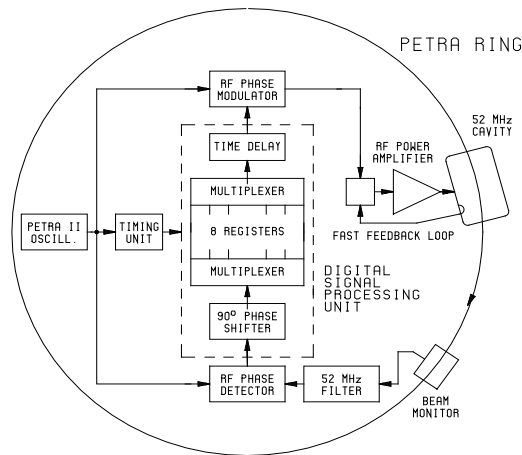 PETRA RING
RF PHASE
MODULATOR
52 MHz
CAVITY
RF POWER
AMPLIFIER
TIME DELAY
MULTIPLEXER
PETRA II
OSCILL.
TIMING
UNIT
8 REGISTERS
FAST FEEDBACK LOOP
MULTIPLEXER
DIGITAL
SIGNAL
PROCESSING
UNIT
90º PHASE
SHIFTER
RF PHASE
DETECTOR
52 MHz
FILTER
BEAM
MONITOR